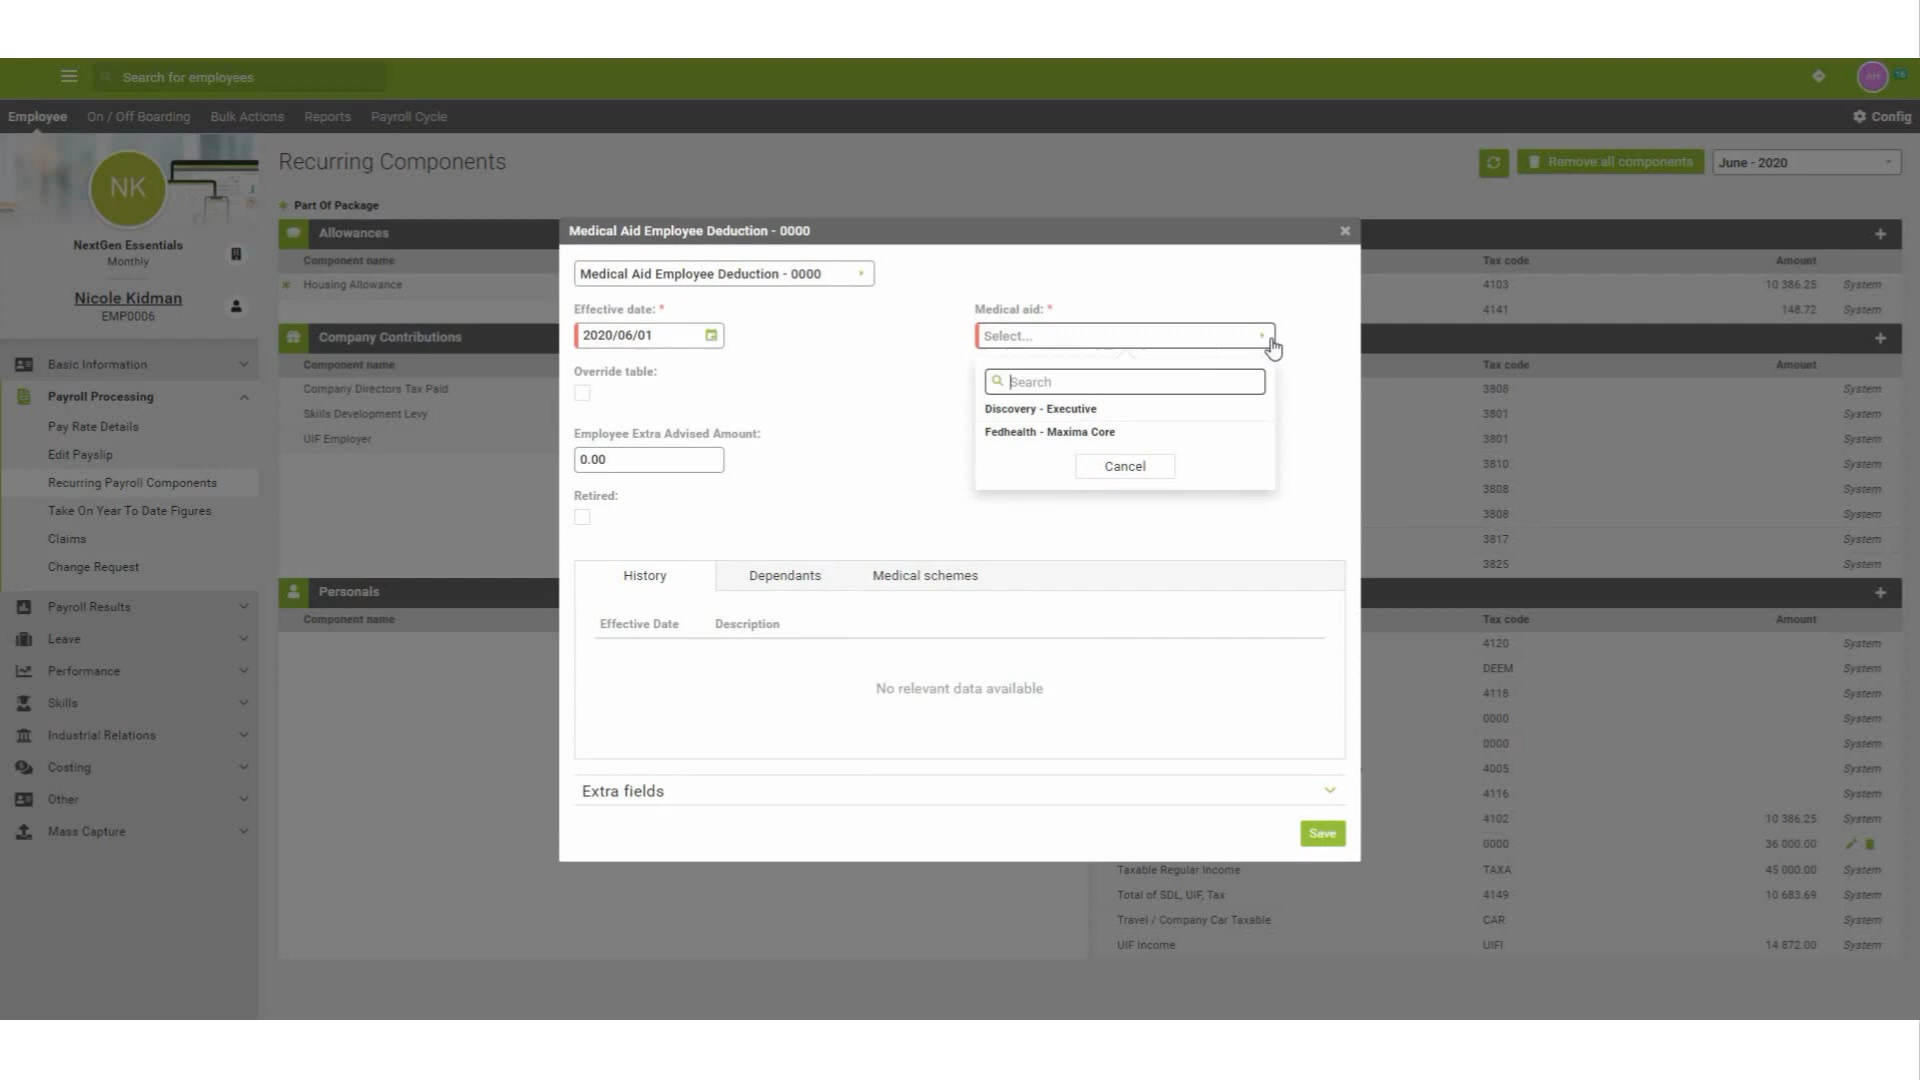 Search for employees
AH
16
Employee
On / Off Boarding
Bulk Actions
Reports
Payroll Cycle
Config
NK
NextGen Essentials
Monthly
Nicole Kidman
EMP0006
Basic Information
Payroll Processing
Pay Rate Details
Edit Payslip
Recurring Payroll Components
Take On Year To Date Figures
Claims
Change Request
Payroll Results
Leave
Performance
Skills
Industrial Relations
Costing
Other
Mass Capture
Recurring Components
Remove all components
June - 2020
Part Of Package
Allowances
Component name
Housing Allowance
Company Contributions
Component name
Company Directors Tax Paid
Skills Development Levy
UIF Employer
Personals
Component name
Medical Aid Employee Deduction - 0000
Medical Aid Employee Deduction - 0000
Effective date: *
2020/06/01
Override table:
Employee Extra Advised Amount:
0.00
Retired:
Medical aid: *
Select...
Search
Discovery - Executive
Fedhealth - Maxima Core
Cancel
History
Dependants
Medical schemes
Effective Date
Description
No relevant data available
Extra fields
Save
Tax code Amount
4103 10 386.25 System
4141 148.72 System
Tax code Amount
3808 System
3801 System
3801 System
3810 System
3808 System
3808 System
3817 System
3825 System
Tax code Amount
4120 System
DEEM System
4118 System
0000 System
0000 System
4005 System
4116 System
4102 10 386.25 System
0000 36 000.00
Taxable Regular Income TAXA 45 000.00 System
Total of SDL, UIF, Tax 4149 10 683.69 System
Travel / Company Car Taxable CAR System
UIF Income UIFI 14 872.00 System